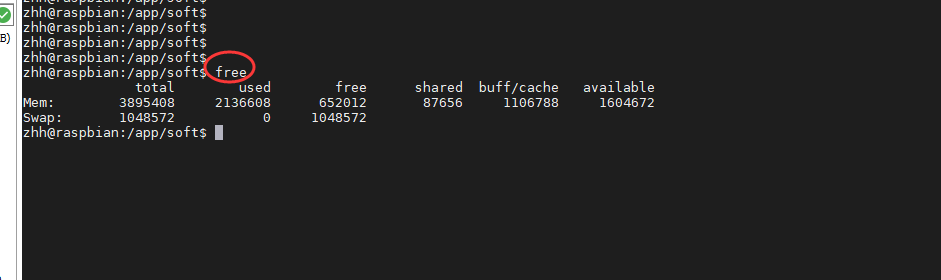 zhh@raspbian:/app/soft$
zhh@raspbian:/app/soft$
B) zhh@raspbian:/app/soft$
zhh@raspbian:/app/soft$
zhh@raspbian:/app/soft$
zhh@raspbian:/app/soft$ free
total used free shared buff/cache available
Mem: 3895408 2136608 652012 87656 1106788 1604672
Swap: 1048572 0 1048572
zhh@raspbian:/app/soft$